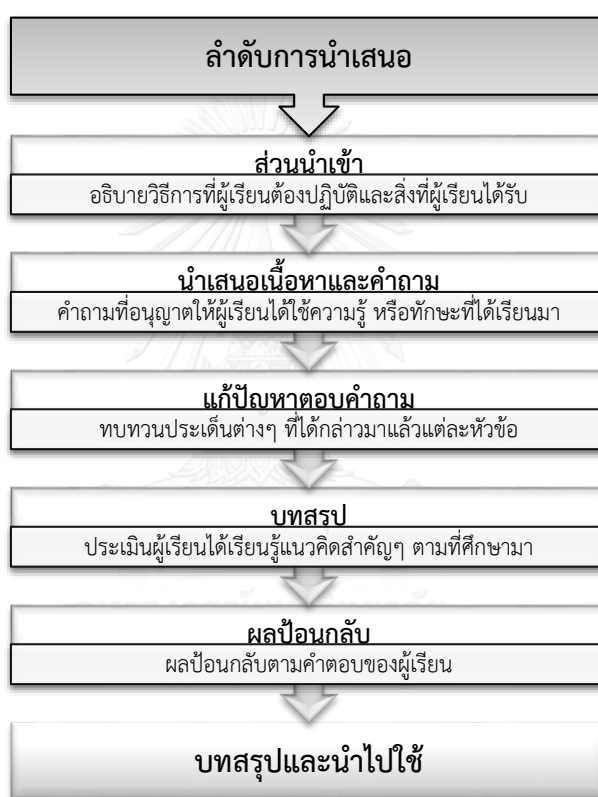 ลำดับการนำเสนอ
ส่วนนำเข้า
อธิบายวิธีการที่ผู้เรียนต้องปฏิบัติและสิ่งที่ผู้เรียนได้รับ
นำเสนอเนื้อหาและคำถาม
คำถามที่อนุญาตให้ผู้เรียนได้ใช้ความรู้ หรือทักษะที่ได้เรียนมา
แก้ปัญหาตอบคำถาม
ทบทวนประเด็นต่างๆ ที่ได้กล่าวมาแล้วแต่ละหัวข้อ
บทสรุป
ประเมินผู้เรียนได้เรียนรู้แนวคิดสำคัญๆ ตามที่ศึกษามา
ผลป้อนกลับ
ผลป้อนกลับตามคำตอบของผู้เรียน
บทสรุปและนำไปใช้